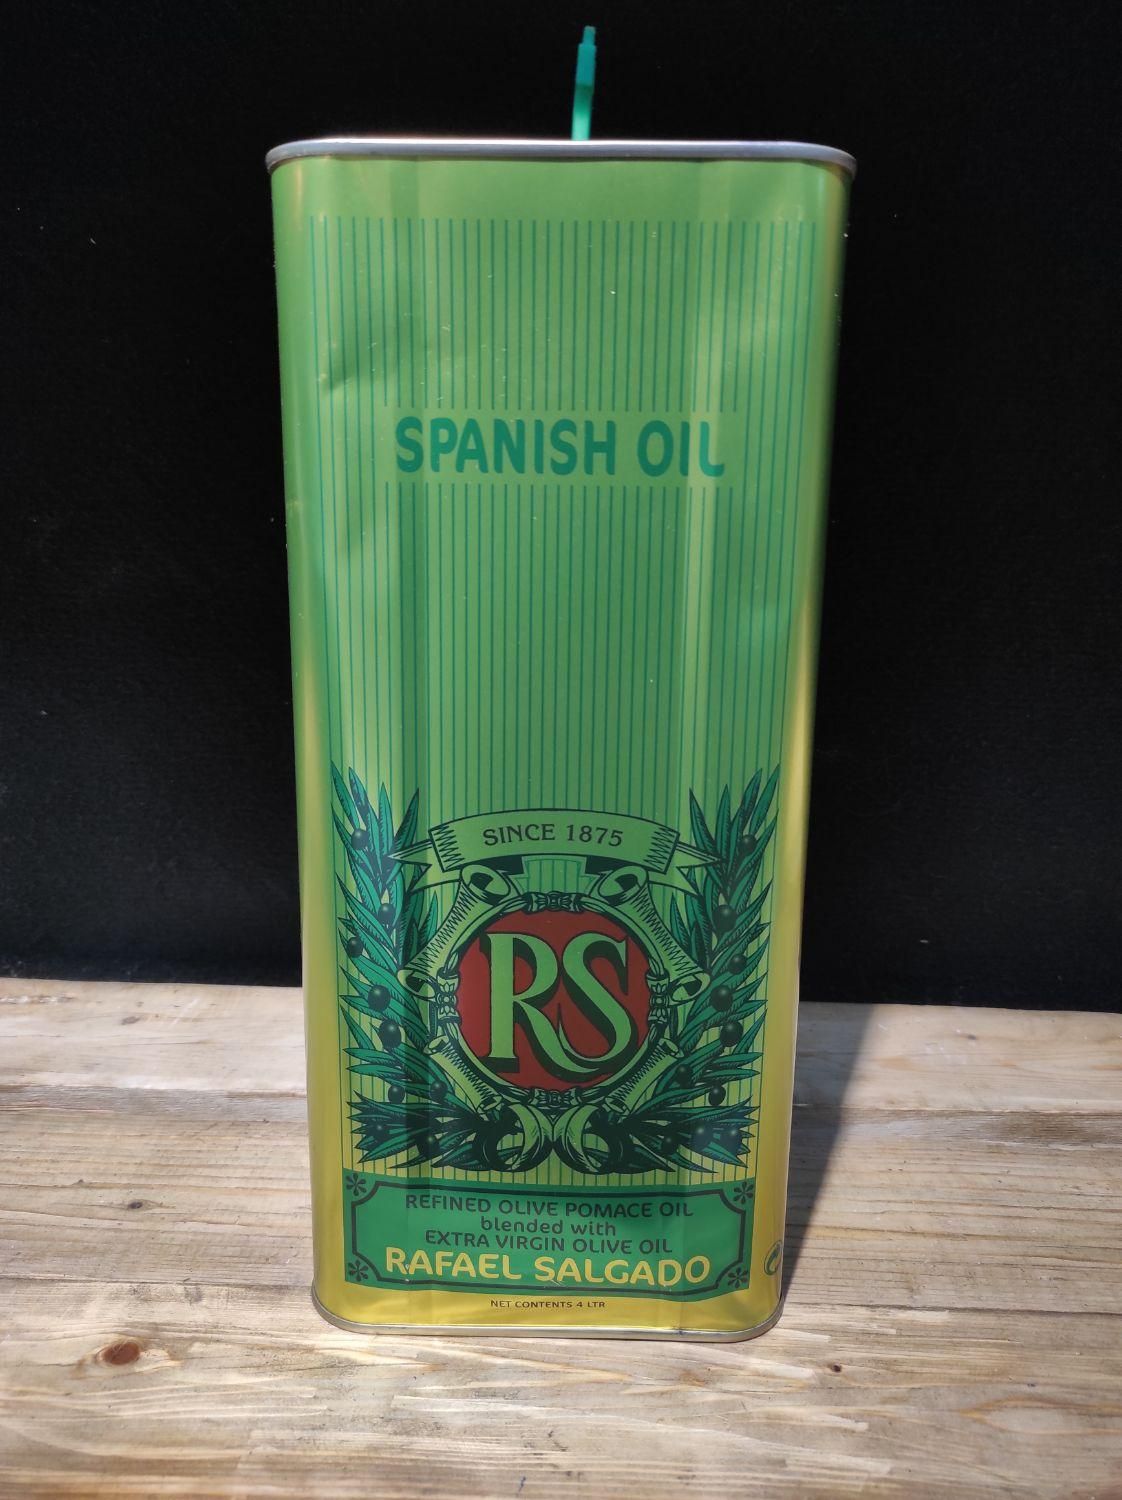 SPANISH OIL
SINCE 1875
RS
REFINED OLIVE POMACE OIL
blended with
EXTRA VIRGIN OLIVE OIL
RAFAEL SALGADO
NET CONTENTS 4 LTR